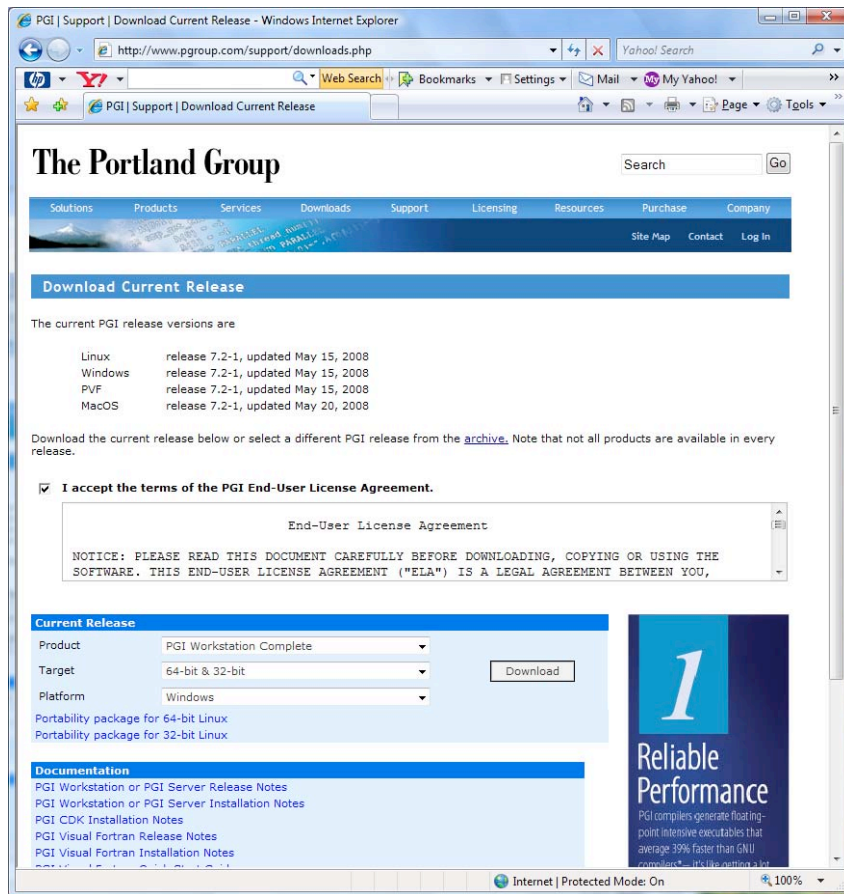 PGI | Support | Download Current Release - Windows Internet Explorer
http://www.pgroup.com/support/downloads.php
Yahoo! Search
hp
Y!
Web Search
Bookmarks
Settings
Mail
My
My Yahoo!
»
PGI | Support | Download Current Release
Page
Tools
»
The Portland Group
Search
Go
Solutions
Products
Services
Downloads
Support
Licensing
Resources
Purchase
Company
Site Map
Contact
Log In
Download Current Release
The current PGI release versions are
Linux release 7.2-1, updated May 15, 2008
Windows release 7.2-1, updated May 15, 2008
PVF release 7.2-1, updated May 15, 2008
MacOS release 7.2-1, updated May 20, 2008
Download the current release below or select a different PGI release from the archive. Note that not all products are available in every
release.
I accept the terms of the PGI End-User License Agreement.
End-User License Agreement
NOTICE: PLEASE READ THIS DOCUMENT CAREFULLY BEFORE DOWNLOADING, COPYING OR USING THE
SOFTWARE. THIS END-USER LICENSE AGREEMENT ("ELA") IS A LEGAL AGREEMENT BETWEEN YOU,
Current Release
Product PGI Workstation Complete
Target 64-bit & 32-bit
Download
Platform Windows
Portability package for 64-bit Linux
Portability package for 32-bit Linux
Documentation
PGI Workstation or PGI Server Release Notes
PGI Workstation or PGI Server Installation Notes
PGI CDK Installation Notes
PGI Visual Fortran Release Notes
PGI Visual Fortran Installation Notes
1
Reliable
Performance
PGI compilers generate floating-
point intensive executables that
average 39% faster than GNU
compilers*— it's like getting a lot
Internet | Protected Mode: On
100%